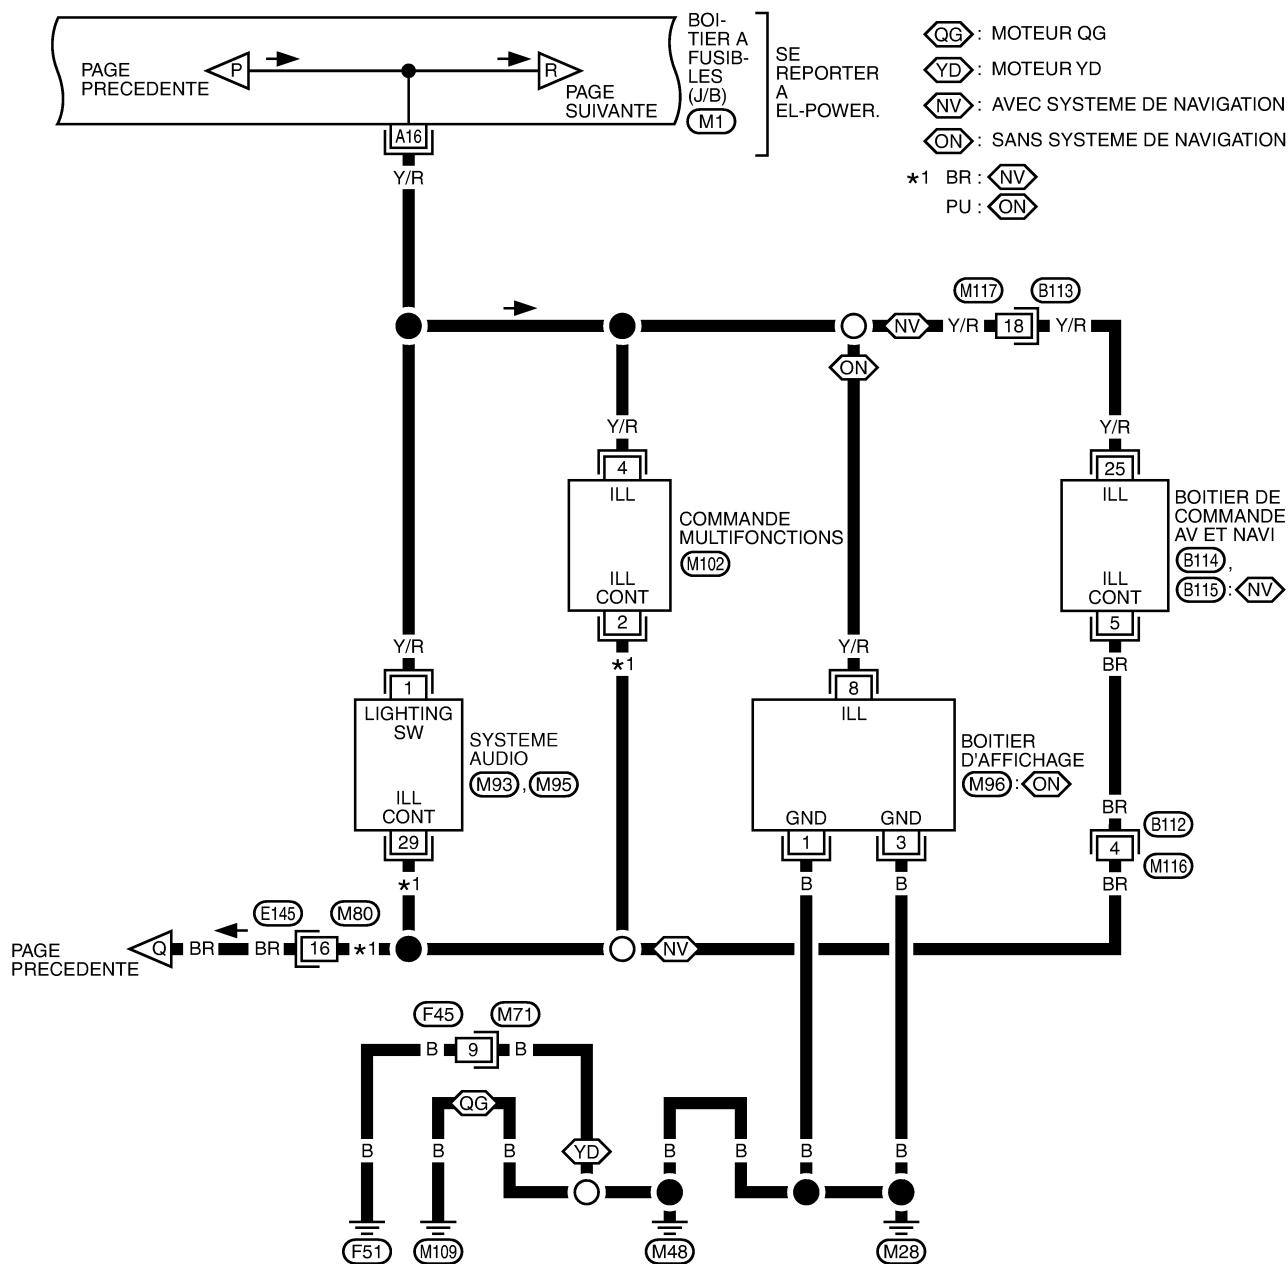 PAGE
PRECEDENTE
P
R
PAGE
SUIVANTE
BOI-
TIER A
FUSIB-
LES
(J/B)
M1
SE
REPORTER
A
EL-POWER.
QG : MOTEUR QG
YD : MOTEUR YD
NV : AVEC SYSTEME DE NAVIGATION
ON : SANS SYSTEME DE NAVIGATION
*1 BR : NV
PU : ON
A16
Y/R
M117
B113
NV
Y/R
18
Y/R
ON
Y/R
Y/R
4
ILL
25
ILL
COMMANDE
MULTIFONCTIONS
M102
BOITIER DE
COMMANDE
AV ET NAVI
B114 ,
B115 : NV
ILL
CONT
2
ILL
CONT
5
Y/R
*1
Y/R
BR
1
LIGHTING
SW
8
ILL
SYSTEME
AUDIO
M93 , M95
BOITIER
D'AFFICHAGE
M96 : ON
ILL
CONT
29
GND
1
GND
3
BR
B112
4
M116
*1
B
B
BR
E145
M80
PAGE
PRECEDENTE
Q
BR
BR
16
*1
NV
F45
M71
B
9
B
QG
B
B
B
YD
B
B
B
B
F51
M109
M48
M28